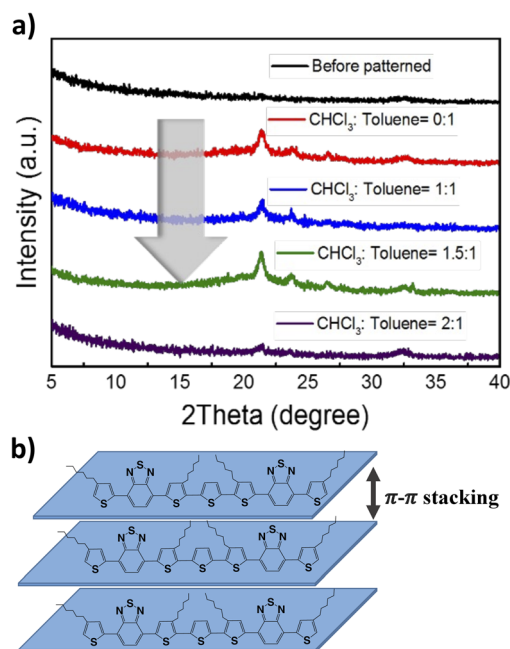 a)
Before patterned
CHCl₃: Toluene= 0:1
CHCl₃: Toluene= 1:1
CHCl₃: Toluene= 1.5:1
CHCl₃: Toluene= 2:1
Intensity (a.u.)
5 10 15 20 25 30 35 40
2Theta (degree)
b)
S
N N N N
S S S S S
π-π stacking
S S
N N N N
S S S S S
S S
N N N N
S S S S S